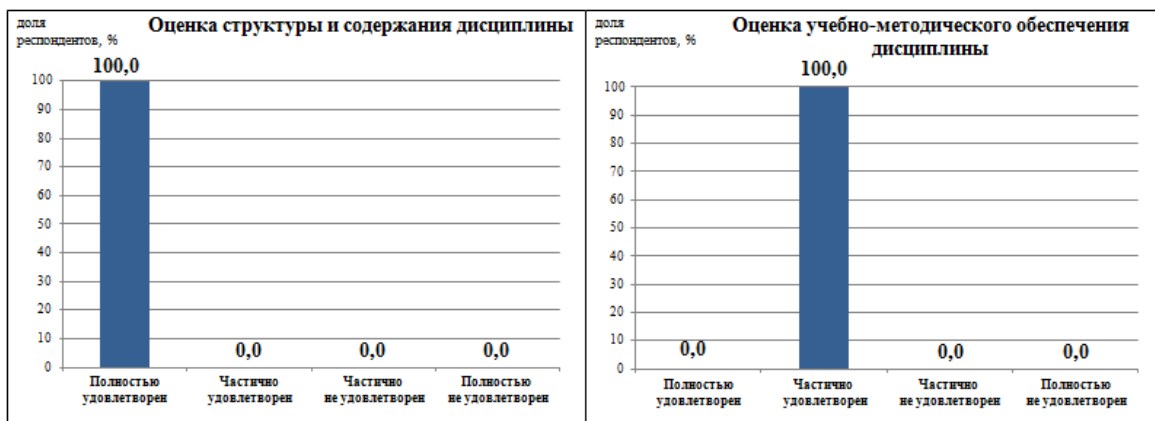 доля
респондентов, %
Оценка структуры и содержания дисциплины
100,0
100
90
80
70
60
50
40
30
20
10
0
0,0
0,0
0,0
Полностью
удовлетворен
Частично
удовлетворен
Частично
не удовлетворен
Полностью
не удовлетворен
доля
респондентов, %
Оценка учебно-методического обеспечения
дисциплины
100,0
100
90
80
70
60
50
40
30
20
10
0
0,0
0,0
0,0
Полностью
удовлетворен
Частично
удовлетворен
Частично
не удовлетворен
Полностью
не удовлетворен